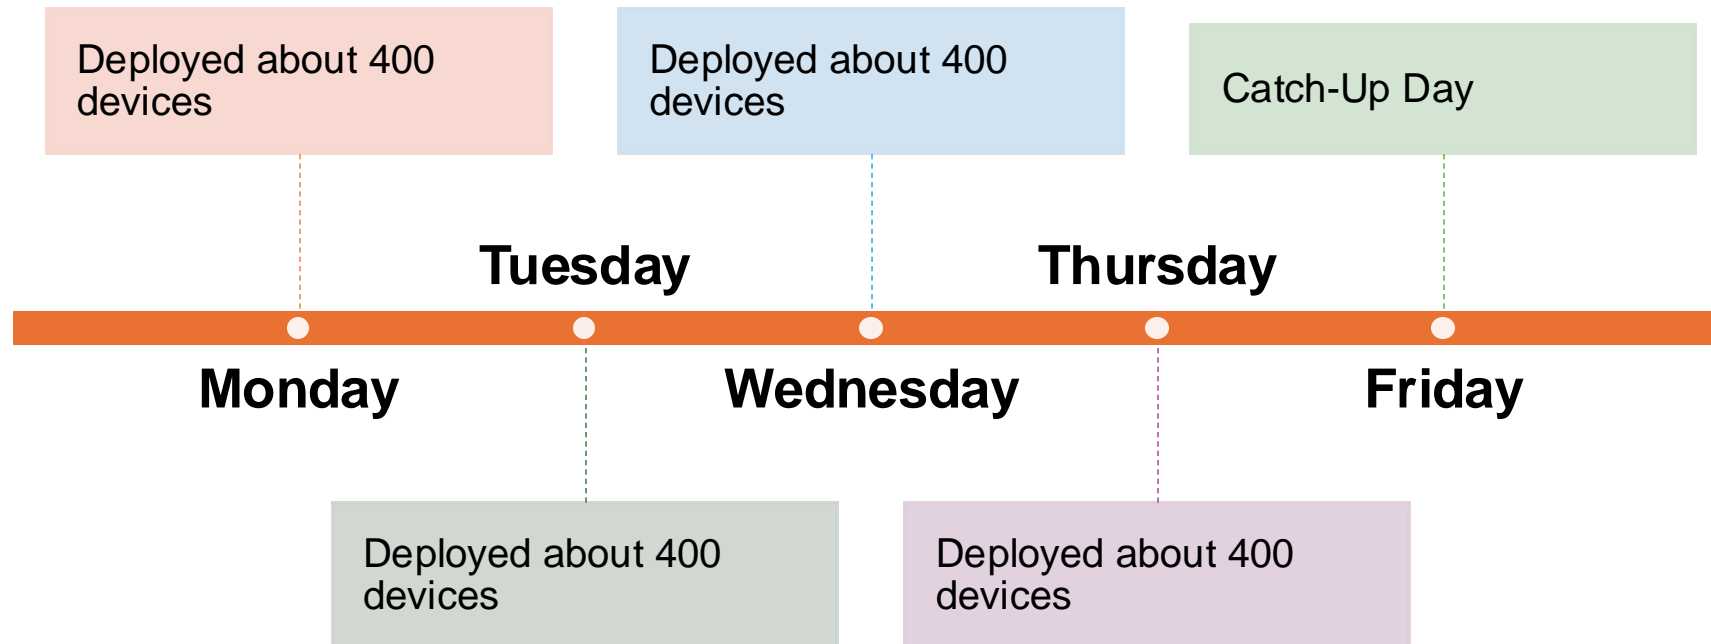 Deployed about 400
devices
Deployed about 400
devices
Catch-Up Day
Tuesday
Thursday
Monday
Wednesday
Friday
Deployed about 400
devices
Deployed about 400
devices